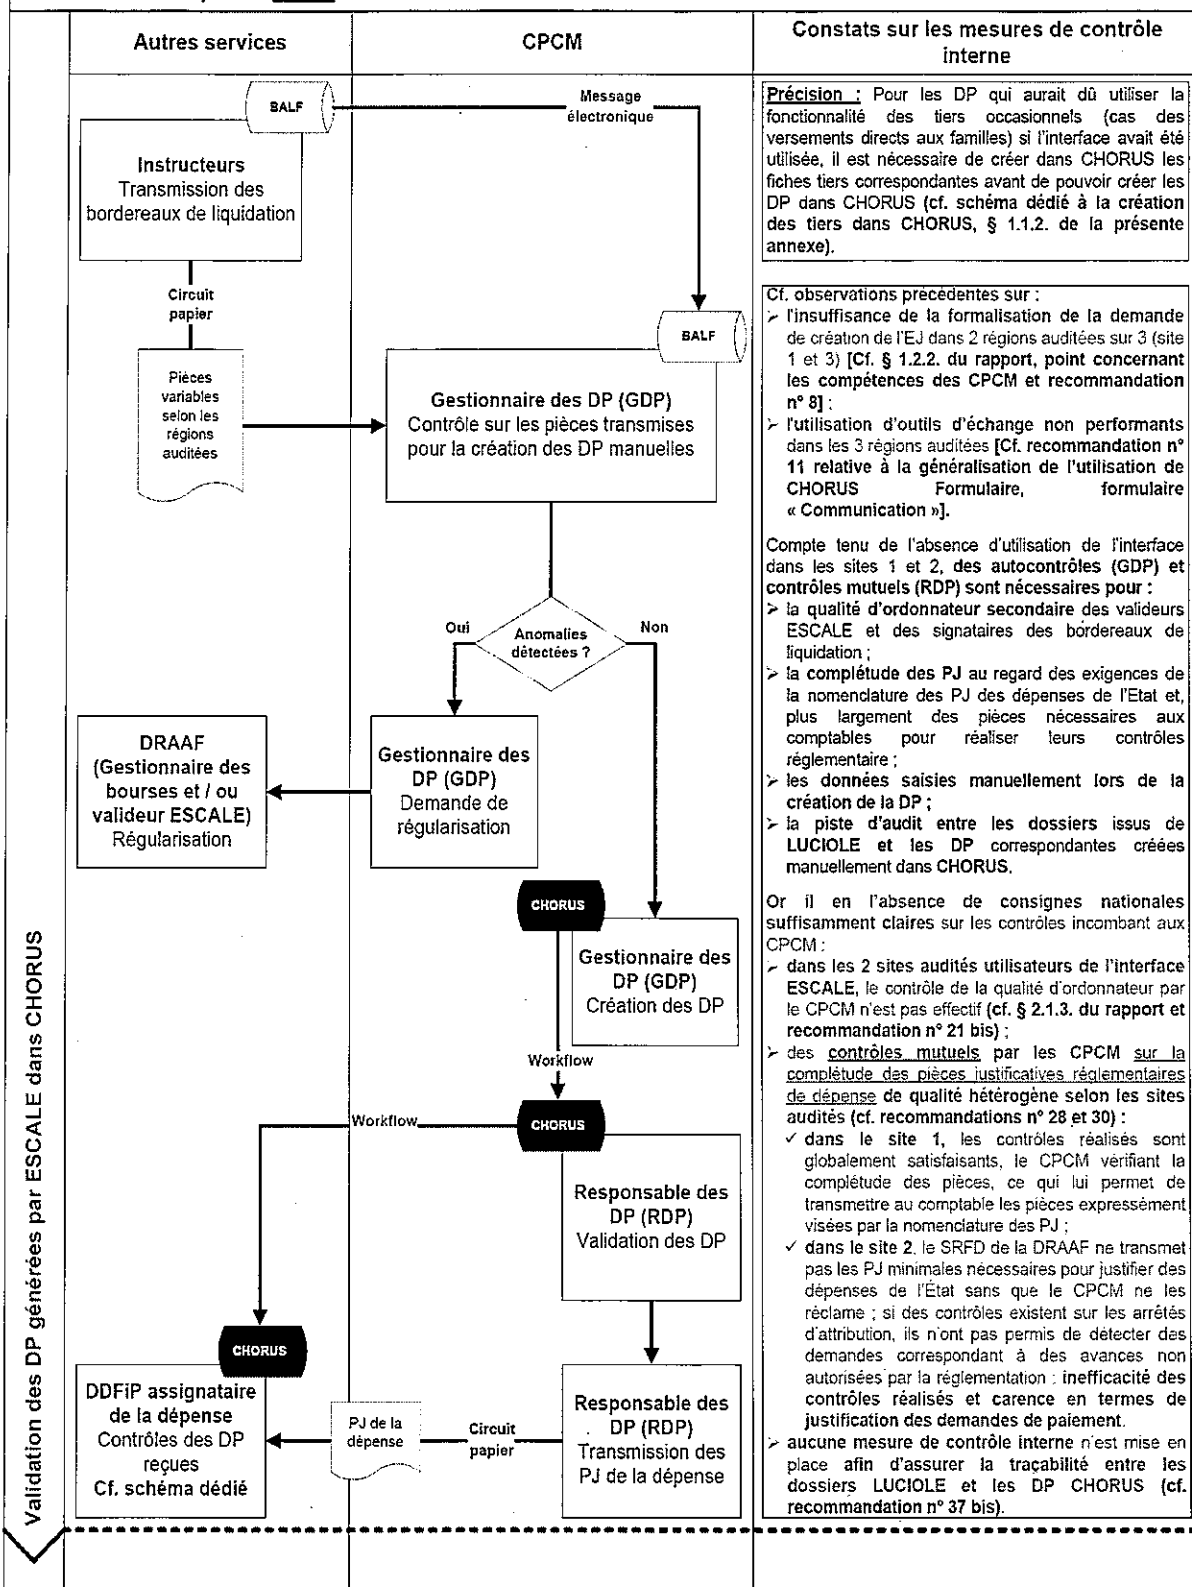 Autres services
CPCM
Constats sur les mesures de contrôle
interne
BALF
Message
électronique
Instructeurs
Transmission des
bordereaux de liquidation
Circuit
papier
BALF
Pièces
variables
selon les
régions
auditées
Gestionnaire des DP (GDP)
Contrôle sur les pièces transmises
pour la création des DP manuelles
Oui
Anomalies
détectées ?
Non
DRAAF
(Gestionnaire des
bourses et / ou
valideur ESCALE)
Régularisation
Gestionnaire des
DP (GDP)
Demande de
régularisation
CHORUS
Gestionnaire des
DP (GDP)
Création des DP
Workflow
CHORUS
Workflow
Responsable des
DP (RDP)
Validation des DP
CHORUS
DDFiP assignataire
de la dépense
Contrôles des DP
reçues
Cf. schéma dédié
PJ de la
dépense
Circuit
papier
Responsable des
DP (RDP)
Transmission des
PJ de la dépense
Validation des DP générées par ESCALE dans CHORUS
Précision : Pour les DP qui aurait dû utiliser la
fonctionnalité des tiers occasionnels (cas des
versements directs aux familles) si l'interface avait été
utilisée, il est nécessaire de créer dans CHORUS les
fiches tiers correspondantes avant de pouvoir créer les
DP dans CHORUS (cf. schéma dédié à la création
des tiers dans CHORUS, § 1.1.2. de la présente
annexe).
Cf. observations précédentes sur :
➢ l'insuffisance de la formalisation de la demande
de création de l'EJ dans 2 régions auditées sur 3 (site
1 et 3) [Cf. § 1.2.2. du rapport, point concernant
les compétences des CPCM et recommandation
n° 8] ;
➢ l'utilisation d'outils d'échange non performants
dans les 3 régions auditées [Cf. recommandation n°
11 relative à la généralisation de l'utilisation de
CHORUS Formulaire, formulaire
« Communication »].
Compte tenu de l'absence d'utilisation de l'interface
dans les sites 1 et 2, des autocontrôles (GDP) et
contrôles mutuels (RDP) sont nécessaires pour :
➢ la qualité d'ordonnateur secondaire des valideurs
ESCALE et des signataires des bordereaux de
liquidation ;
➢ la complétude des PJ au regard des exigences de
la nomenclature des PJ des dépenses de l'Etat et,
plus largement des pièces nécessaires aux
comptables pour réaliser leurs contrôles
réglementaire ;
➢ les données saisies manuellement lors de la
création de la DP ;
➢ la piste d'audit entre les dossiers issus de
LUCIOLE et les DP correspondantes créées
manuellement dans CHORUS.
Or il en l'absence de consignes nationales
suffisamment claires sur les contrôles incombant aux
CPCM :
➢ dans les 2 sites audités utilisateurs de l'interface
ESCALE, le contrôle de la qualité d'ordonnateur par
le CPCM n'est pas effectif (cf. § 2.1.3. du rapport et
recommandation n° 21 bis) ;
➢ des contrôles mutuels par les CPCM sur la
complétude des pièces justificatives réglementaires
de dépense de qualité hétérogène selon les sites
audités (cf. recommandations n° 28 et 30) :
✓ dans le site 1, les contrôles réalisés sont
globalement satisfaisants, le CPCM vérifiant la
complétude des pièces, ce qui lui permet de
transmettre au comptable les pièces expressément
visées par la nomenclature des PJ ;
✓ dans le site 2, le SRFD de la DRAAF ne transmet
pas les PJ minimales nécessaires pour justifier des
dépenses de l'État sans que le CPCM ne les
réclame ; si des contrôles existent sur les arrêtés
d'attribution, ils n'ont pas permis de détecter des
demandes correspondant à des avances non
autorisées par la réglementation : inefficacité des
contrôles réalisés et carence en termes de
justification des demandes de paiement.
➢ aucune mesure de contrôle interne n'est mise en
place afin d'assurer la traçabilité entre les
dossiers LUCIOLE et les DP CHORUS (cf.
recommandation n° 37 bis).